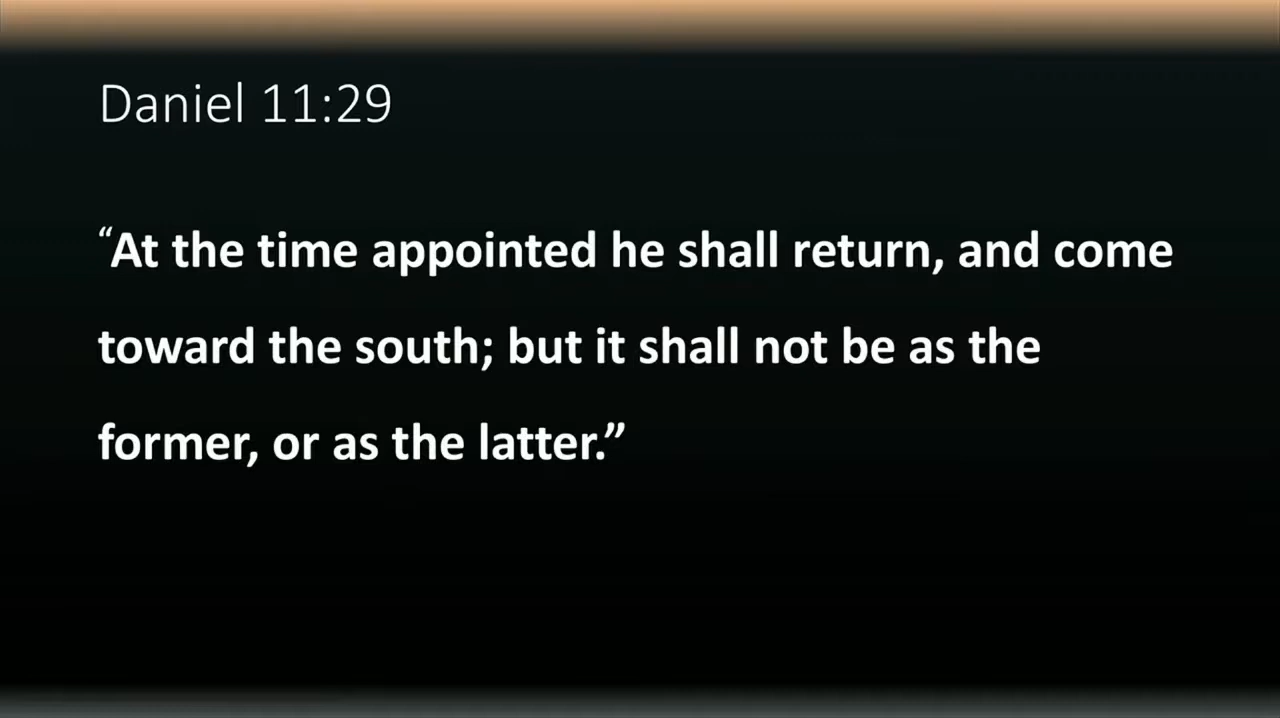 Daniel 11:29
“At the time appointed he shall return, and come
toward the south; but it shall not be as the
former, or as the latter.”